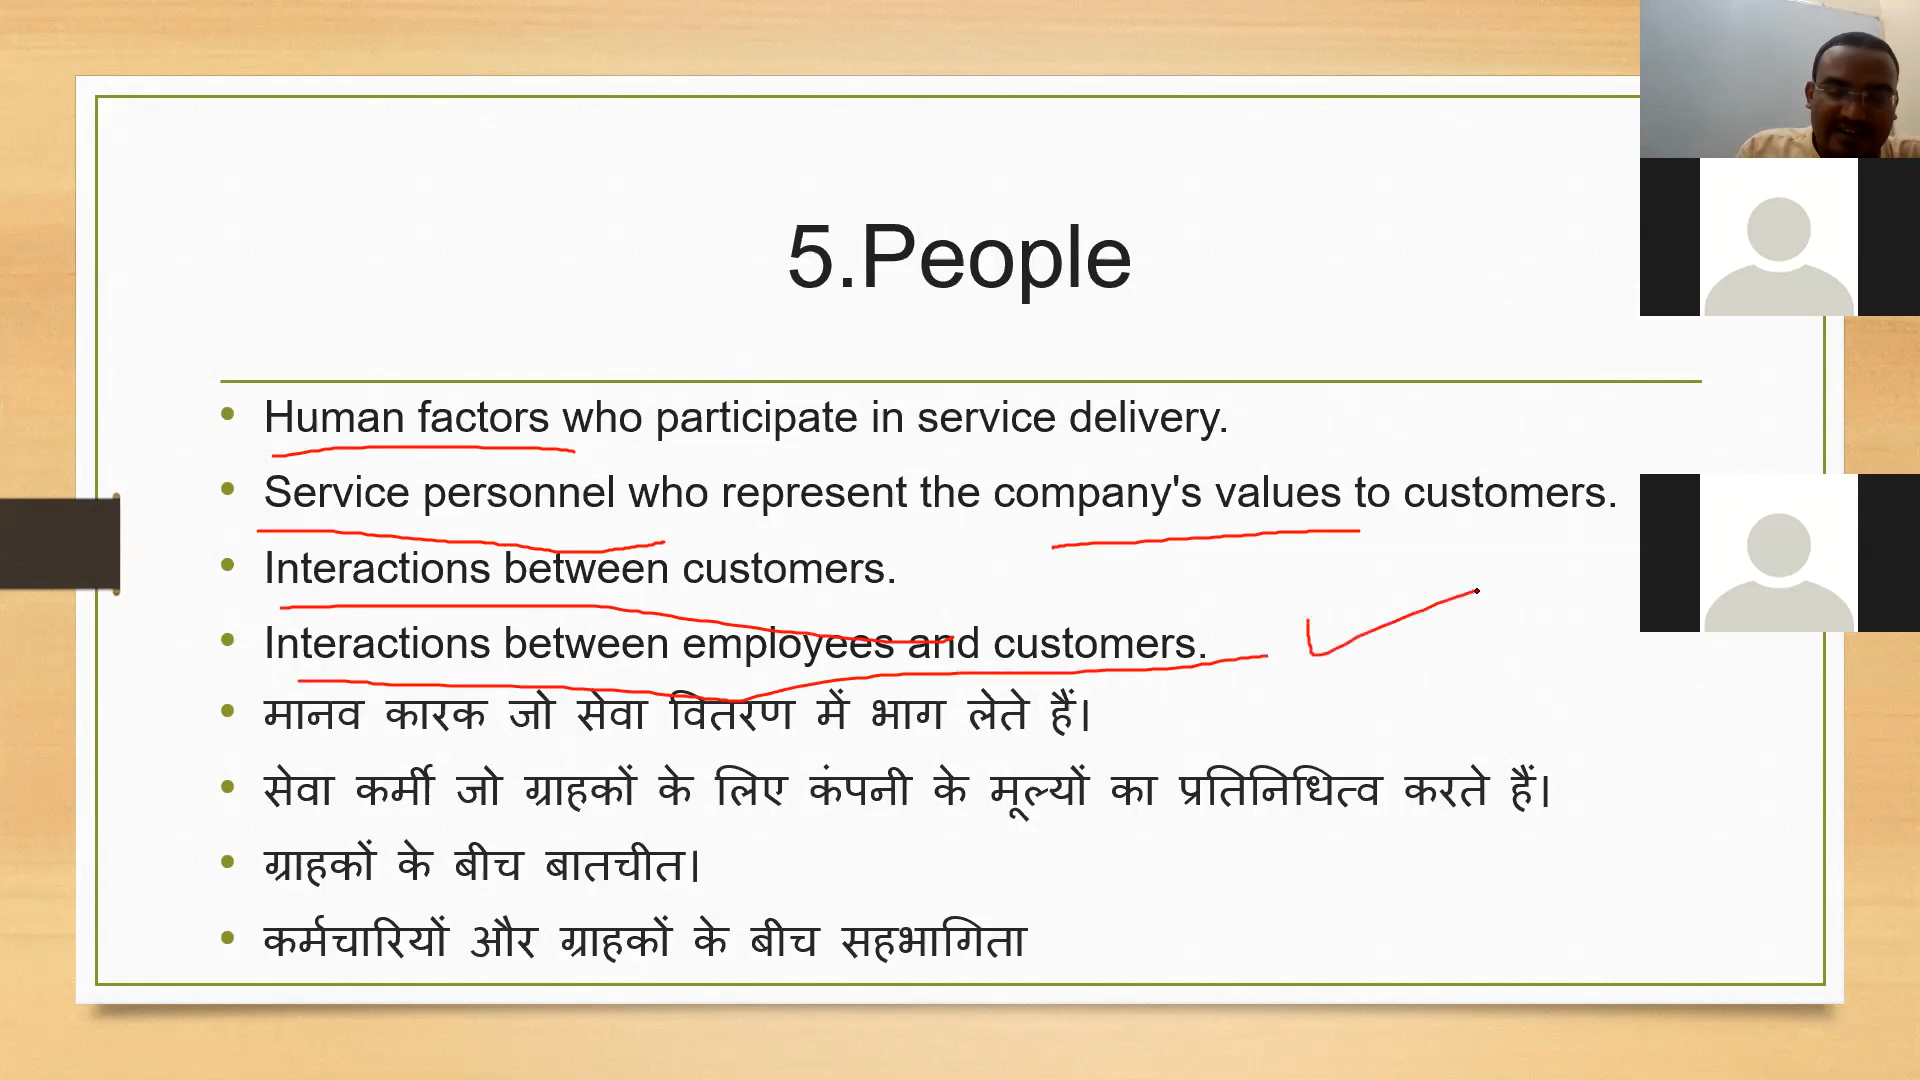 5.People
• Human factors who participate in service delivery.
• Service personnel who represent the company's values to customers.
• Interactions between customers.
• Interactions between employees and customers.
• मानव कारक जो सेवा वितरण में भाग लेते हैं।
• सेवा कर्मी जो ग्राहकों के लिए कंपनी के मूल्यों का प्रतिनिधित्व करते हैं।
• ग्राहकों के बीच बातचीत।
• कर्मचारियों और ग्राहकों के बीच सहभागिता